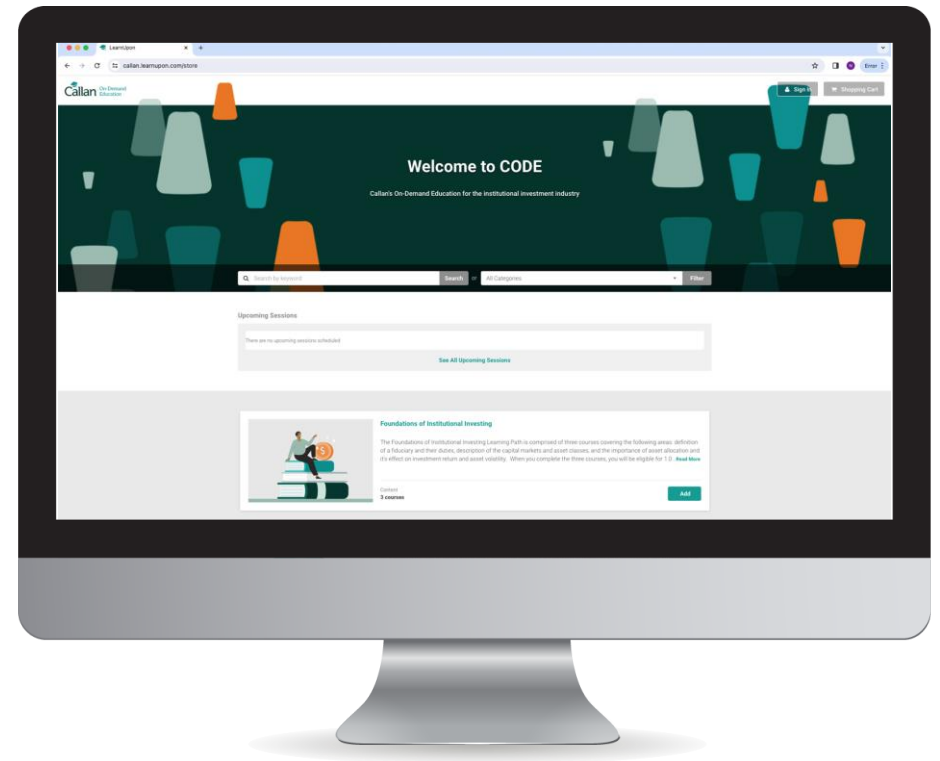 LearnUpon
callan.learnupon.com/store
Error
Callan On-Demand
Education
Sign in
Shopping Cart
Welcome to CODE
Callan's On-Demand Education for the institutional investment industry
Search by keyword
Search
or
All Categories
Filter
Upcoming Sessions
There are no upcoming sessions scheduled
See All Upcoming Sessions
Foundations of Institutional Investing
The Foundations of Institutional Investing Learning Path is comprised of three courses covering the following areas: definition
of a fiduciary and their duties, description of the capital markets and asset classes, and the importance of asset allocation and
it's effect on investment return and asset volatility. When you complete the three courses, you will be eligible for 1.0 Read More
Contains
3 courses
Add